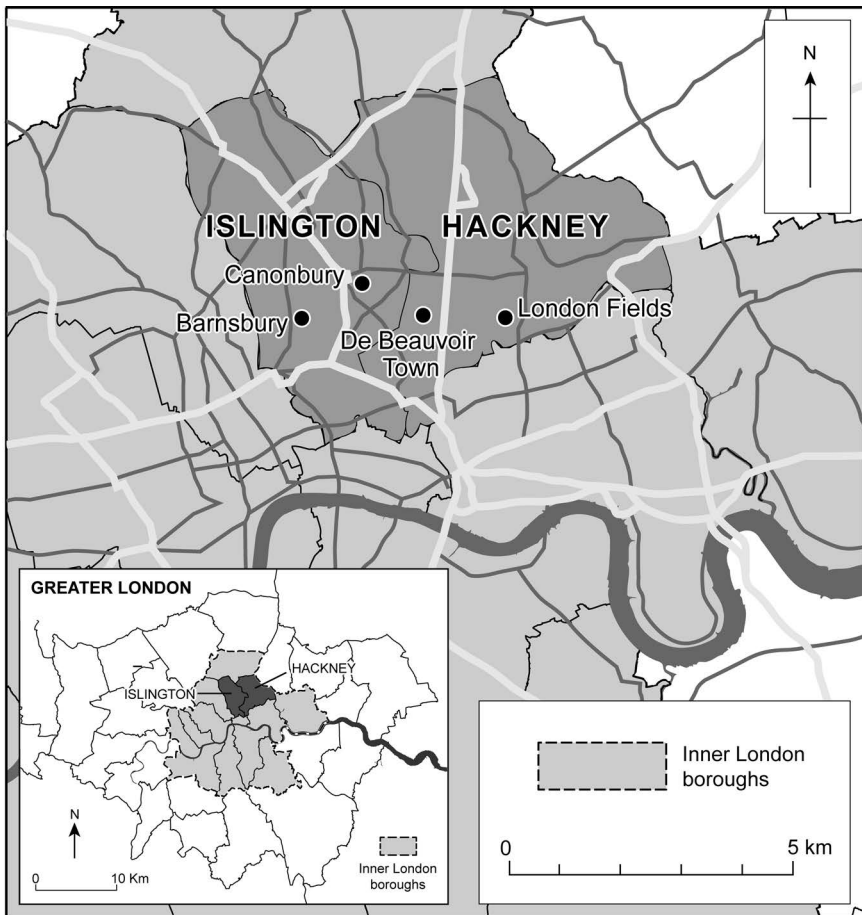 N
ISLINGTON
HACKNEY
Canonbury
Barnsbury
De Beauvoir
Town
London Fields
GREATER LONDON
HACKNEY
ISLINGTON
N
0 10 Km
Inner London
boroughs
Inner London
boroughs
0 5 km